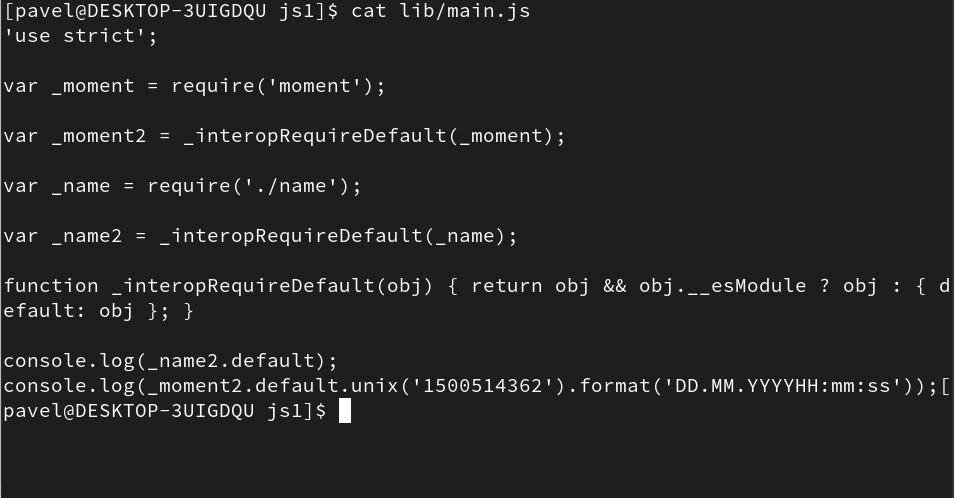 [pavel@DESKTOP-3UIGDQU js1]$ cat lib/main.js
'use strict';
var _moment = require('moment');
var _moment2 = _interopRequireDefault(_moment);
var _name = require('./name');
var _name2 = _interopRequireDefault(_name);
function _interopRequireDefault(obj) { return obj && obj.__esModule ? obj : { d
efault: obj }; }
console.log(_name2.default);
console.log(_moment2.default.unix('1500514362').format('DD.MM.YYYYHH:mm:ss'));[
pavel@DESKTOP-3UIGDQU js1]$